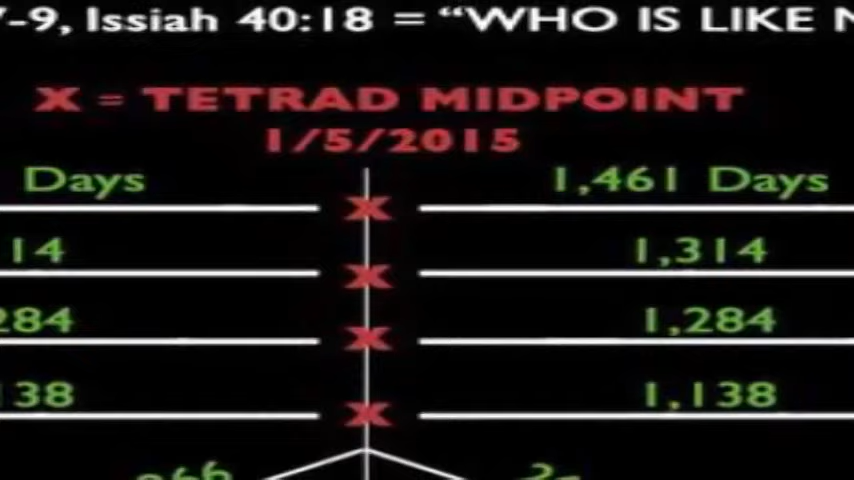 7-9, Issiah 40:18 = “WHO IS LIKE
X = TETRAD MIDPOINT
1/5/2015
Days 1,461 Days
X
14 1,314
X
284 1,284
X
138 1,138
X